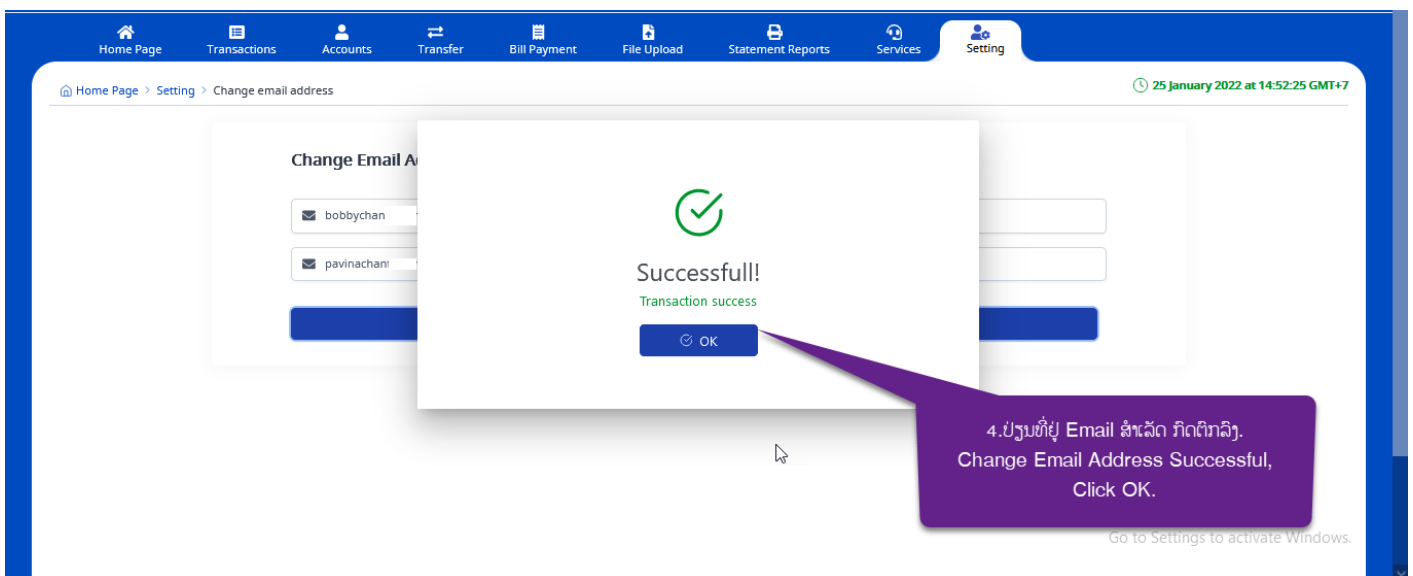 Home Page
Transactions
Accounts
Transfer
Bill Payment
File Upload
Statement Reports
Services
Setting
Home Page > Setting > Change email address
25 January 2022 at 14:52:25 GMT+7
Change Email
bobbychan
Successfull!
Transaction success
OK
4.ປ່ຽນທີ່ຢູ່ Email ສຳເລັດ ກົດຕົກລົງ.
Change Email Address Successful,
Click OK.
Go to Settings to activate Windows.